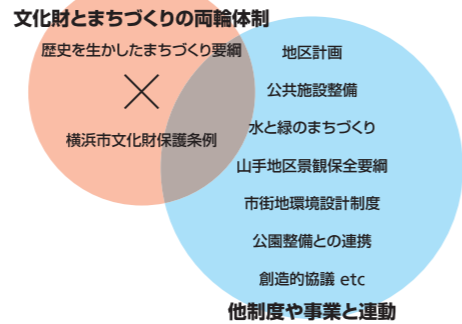 文化財とまちづくりの両輪体制
歴史を生かしたまちづくり要綱
×
横浜市文化財保護条例
地区計画
公共施設整備
水と緑のまちづくり
山手地区景観保全要綱
市街地環境設計制度
公園整備との連携
創造的協議 etc
他制度や事業と連動